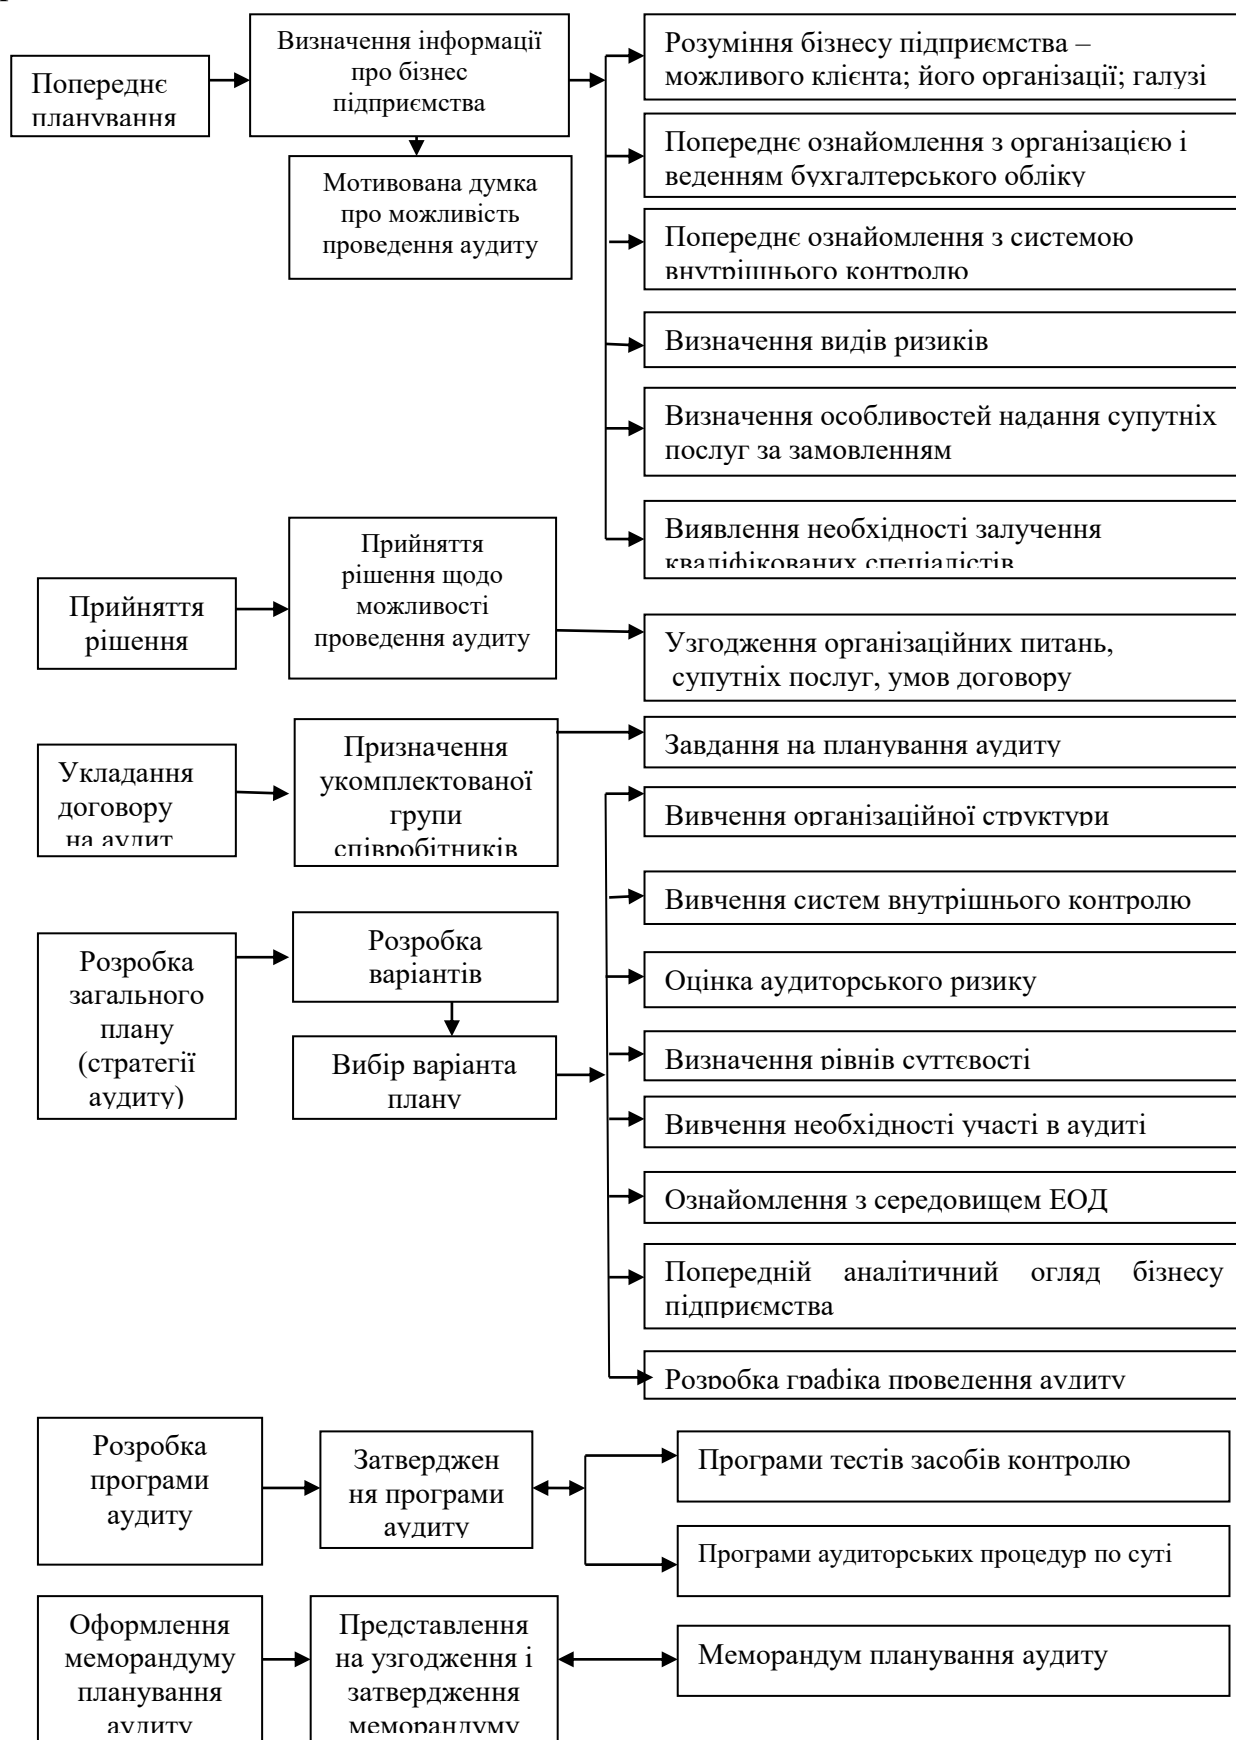 Попереднє
планування
Визначення інформації
про бізнес
підприємства
Мотивована думка
про можливість
проведення аудиту
Розуміння бізнесу підприємства –
можливого клієнта; його організації; галузі
Попереднє ознайомлення з організацією і
веденням бухгалтерського обліку
Попереднє ознайомлення з системою
внутрішнього контролю
Визначення видів ризиків
Визначення особливостей надання супутніх
послуг за замовленням
Виявлення необхідності залучення
кваліфікованих спеціалістів
Прийняття
рішення
Прийняття
рішення щодо
можливості
проведення аудиту
Узгодження організаційних питань,
супутніх послуг, умов договору
Укладання
договору
на аудит
Призначення
укомплектованої
групи
співробітників
Завдання на планування аудиту
Розробка
загального
плану
(стратегії
аудиту)
Розробка
варіантів
Вибір варіанта
плану
Вивчення організаційної структури
Вивчення систем внутрішнього контролю
Оцінка аудиторського ризику
Визначення рівнів суттєвості
Вивчення необхідності участі в аудиті
Ознайомлення з середовищем ЕОД
Попередній аналітичний огляд бізнесу
підприємства
Розробка графіка проведення аудиту
Розробка
програми
аудиту
Затверджен
ня програми
аудиту
Програми тестів засобів контролю
Програми аудиторських процедур по суті
Оформлення
меморандуму
планування
аудиту
Представлення
на узгодження і
затвердження
меморандуму
Меморандум планування аудиту